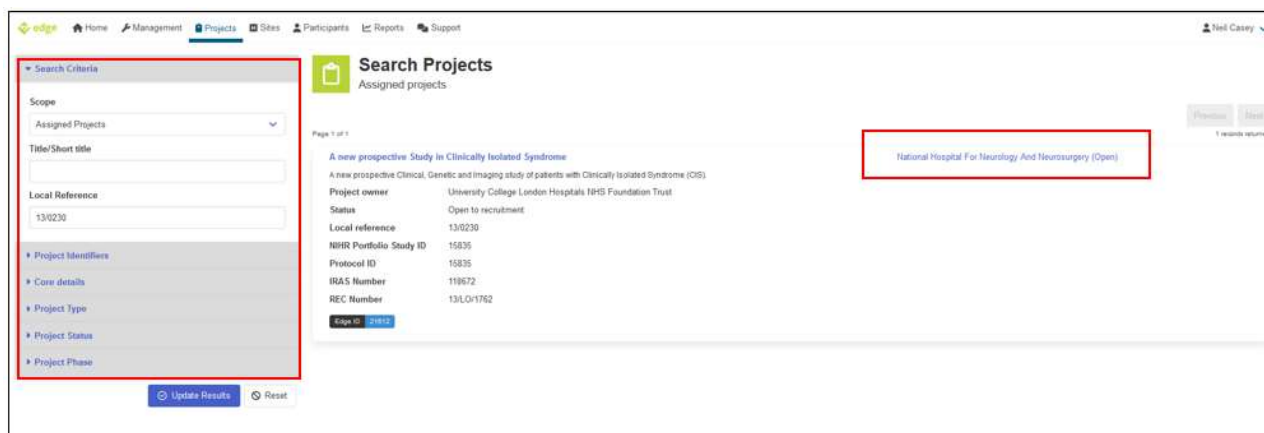 edge Home Management Projects Sites Participants Reports Support Neil Casey
Search Criteria
Scope
Assigned Projects
Title/Short title
Local Reference
13/0230
Project Identifiers
Core details
Project Type
Project Status
Project Phase
Update Results Reset
Search Projects
Assigned projects
Previous Next
Page 1 of 1
1 records returne
A new prospective Study in Clinically Isolated Syndrome
National Hospital For Neurology And Neurosurgery (Open)
A new prospective Clinical, Genetic and Imaging study of patients with Clinically Isolated Syndrome (CIS).
Project owner University College London Hospitals NHS Foundation Trust
Status Open to recruitment
Local reference 13/0230
NIHR Portfolio Study ID 15835
Protocol ID 15835
IRAS Number 118672
REC Number 13/LO/1762
Edge ID